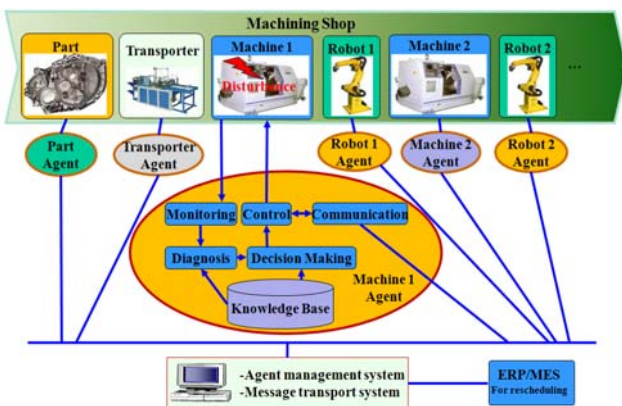 Machining Shop
Part
Transporter
Machine 1
Robot 1
Machine 2
Robot 2
...
Disturbance
Part
Agent
Transporter
Agent
Robot 1
Agent
Machine 2
Agent
Robot 2
Agent
Monitoring
Control
Communication
Diagnosis
Decision Making
Machine 1
Agent
Knowledge Base
-Agent management system
-Message transport system
ERP/MES
For rescheduling